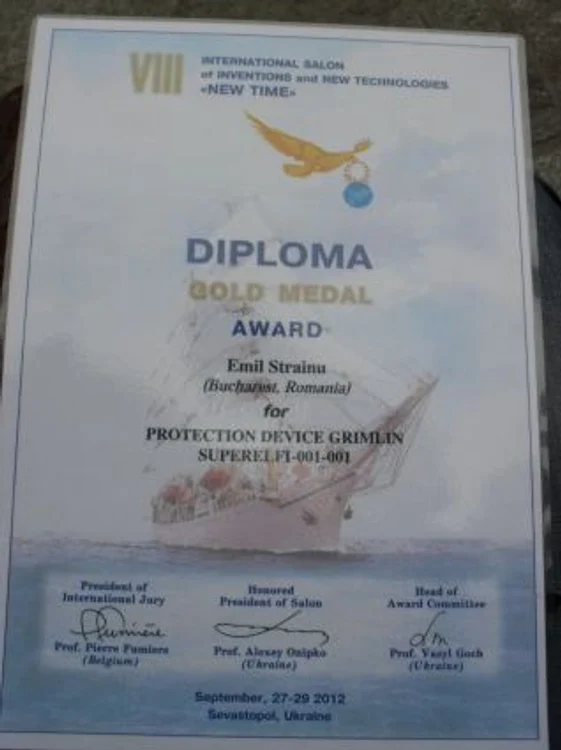 VIII
INTERNATIONAL SALON
of INVENTIONS and NEW TECHNOLOGIES
«NEW TIME»
DIPLOMA
GOLD MEDAL
AWARD
Emil Strainu
(Bucharest, Romania)
for
PROTECTION DEVICE GRIMLIN
SUPERELFI-001-001
President of
International Jury
Prof. Pierre Fumiere
(Belgium)
Honored
President of Salon
Prof. Alexey Onipko
(Ukraine)
Head of
Award Committee
Prof. Vasyl Goch
(Ukraine)
September, 27-29 2012
Sevastopol, Ukraine